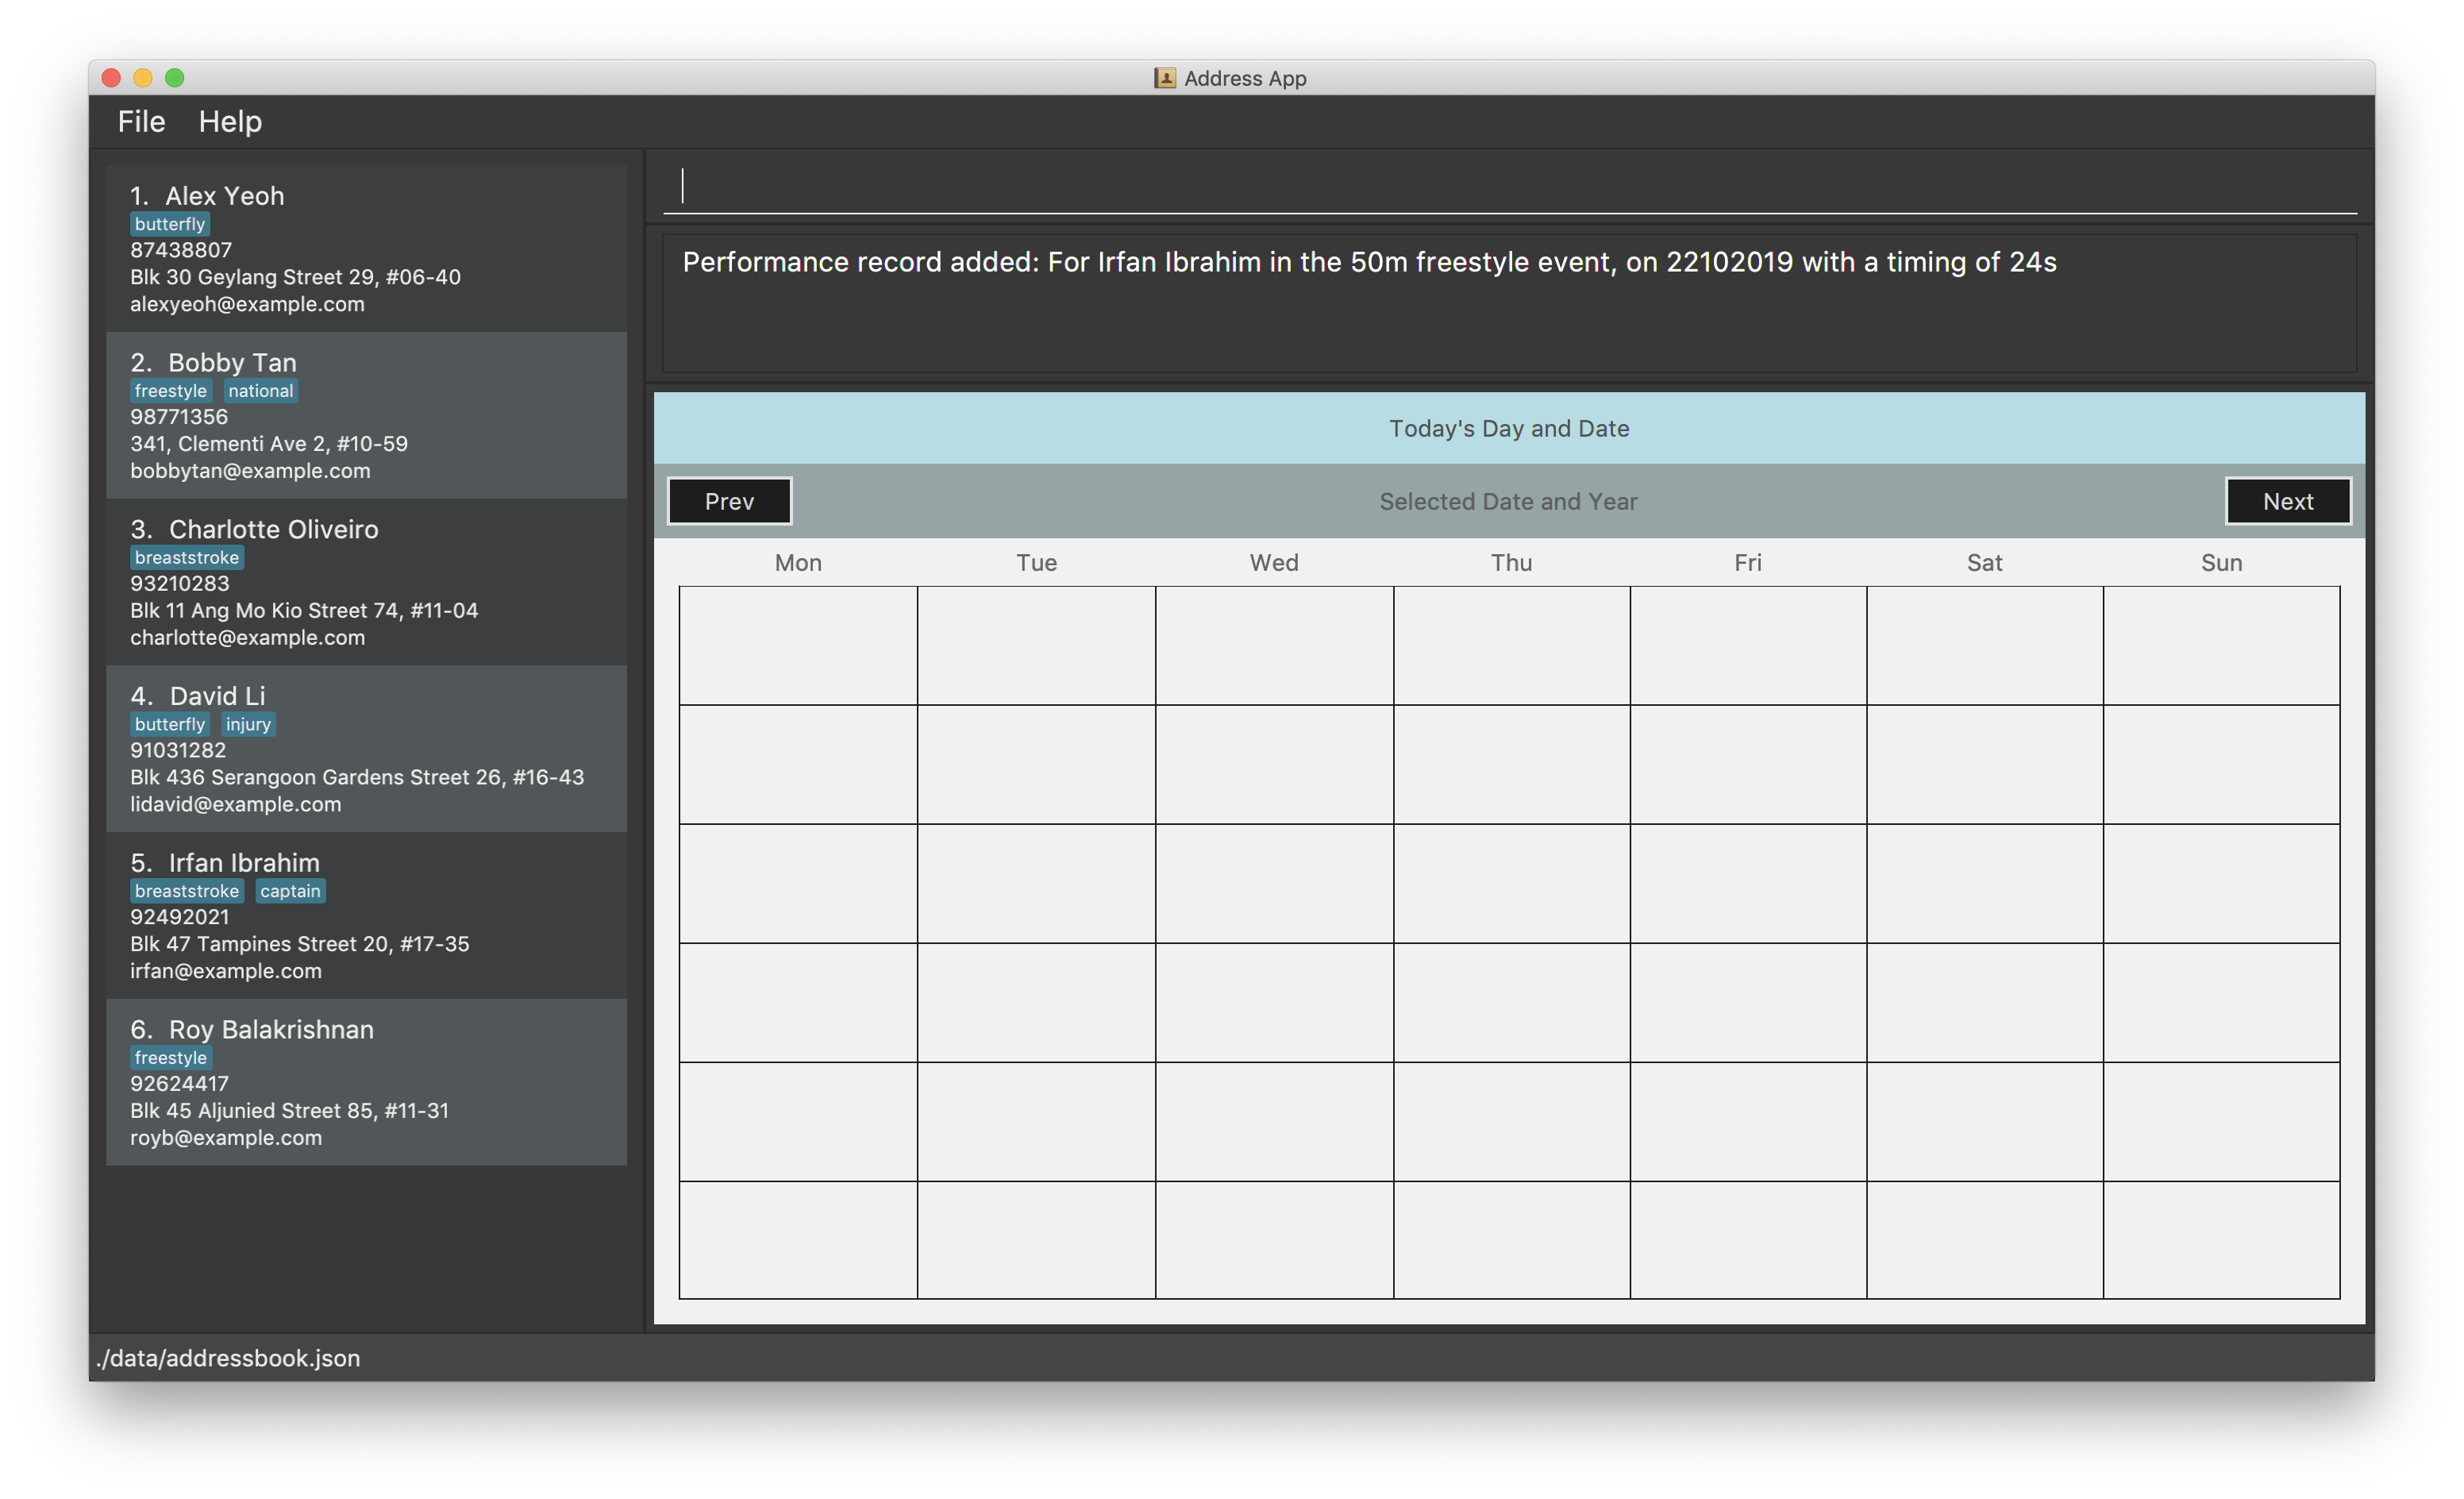 Address App
File Help
1. Alex Yeoh
butterfly
87438807
Blk 30 Geylang Street 29, #06-40
alexyeoh@example.com
2. Bobby Tan
freestyle national
98771356
341, Clementi Ave 2, #10-59
bobbytan@example.com
3. Charlotte Oliveiro
breaststroke
93210283
Blk 11 Ang Mo Kio Street 74, #11-04
charlotte@example.com
4. David Li
butterfly injury
91031282
Blk 436 Serangoon Gardens Street 26, #16-43
lidavid@example.com
5. Irfan Ibrahim
breaststroke captain
92492021
Blk 47 Tampines Street 20, #17-35
irfan@example.com
6. Roy Balakrishnan
freestyle
92624417
Blk 45 Aljunied Street 85, #11-31
royb@example.com
Performance record added: For Irfan Ibrahim in the 50m freestyle event, on 22102019 with a timing of 24s
Today's Day and Date
Prev Selected Date and Year Next
Mon Tue Wed Thu Fri Sat Sun
./data/addressbook.json